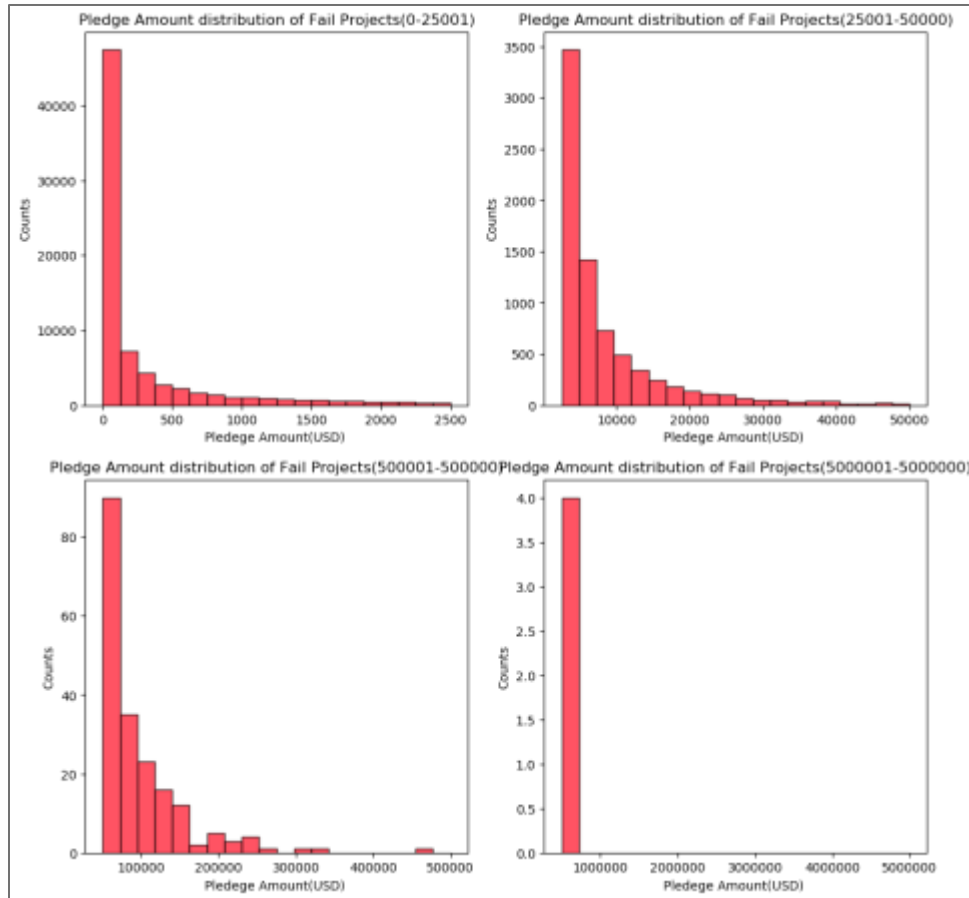 Pledge Amount distribution of Fail Projects(0-25001)
40000
30000
20000
10000
0
Counts
0 500 1000 1500 2000 2500
Pledege Amount(USD)
Pledge Amount distribution of Fail Projects(25001-50000)
3500
3000
2500
2000
1500
1000
500
0
Counts
10000 20000 30000 40000 50000
Pledege Amount(USD)
Pledge Amount distribution of Fail Projects(500001-500000)
80
60
40
20
0
Counts
100000 200000 300000 400000 500000
Pledege Amount(USD)
Pledge Amount distribution of Fail Projects(5000001-5000000)
4.0
3.5
3.0
2.5
2.0
1.5
1.0
0.5
0.0
Counts
1000000 2000000 3000000 4000000 5000000
Pledege Amount(USD)